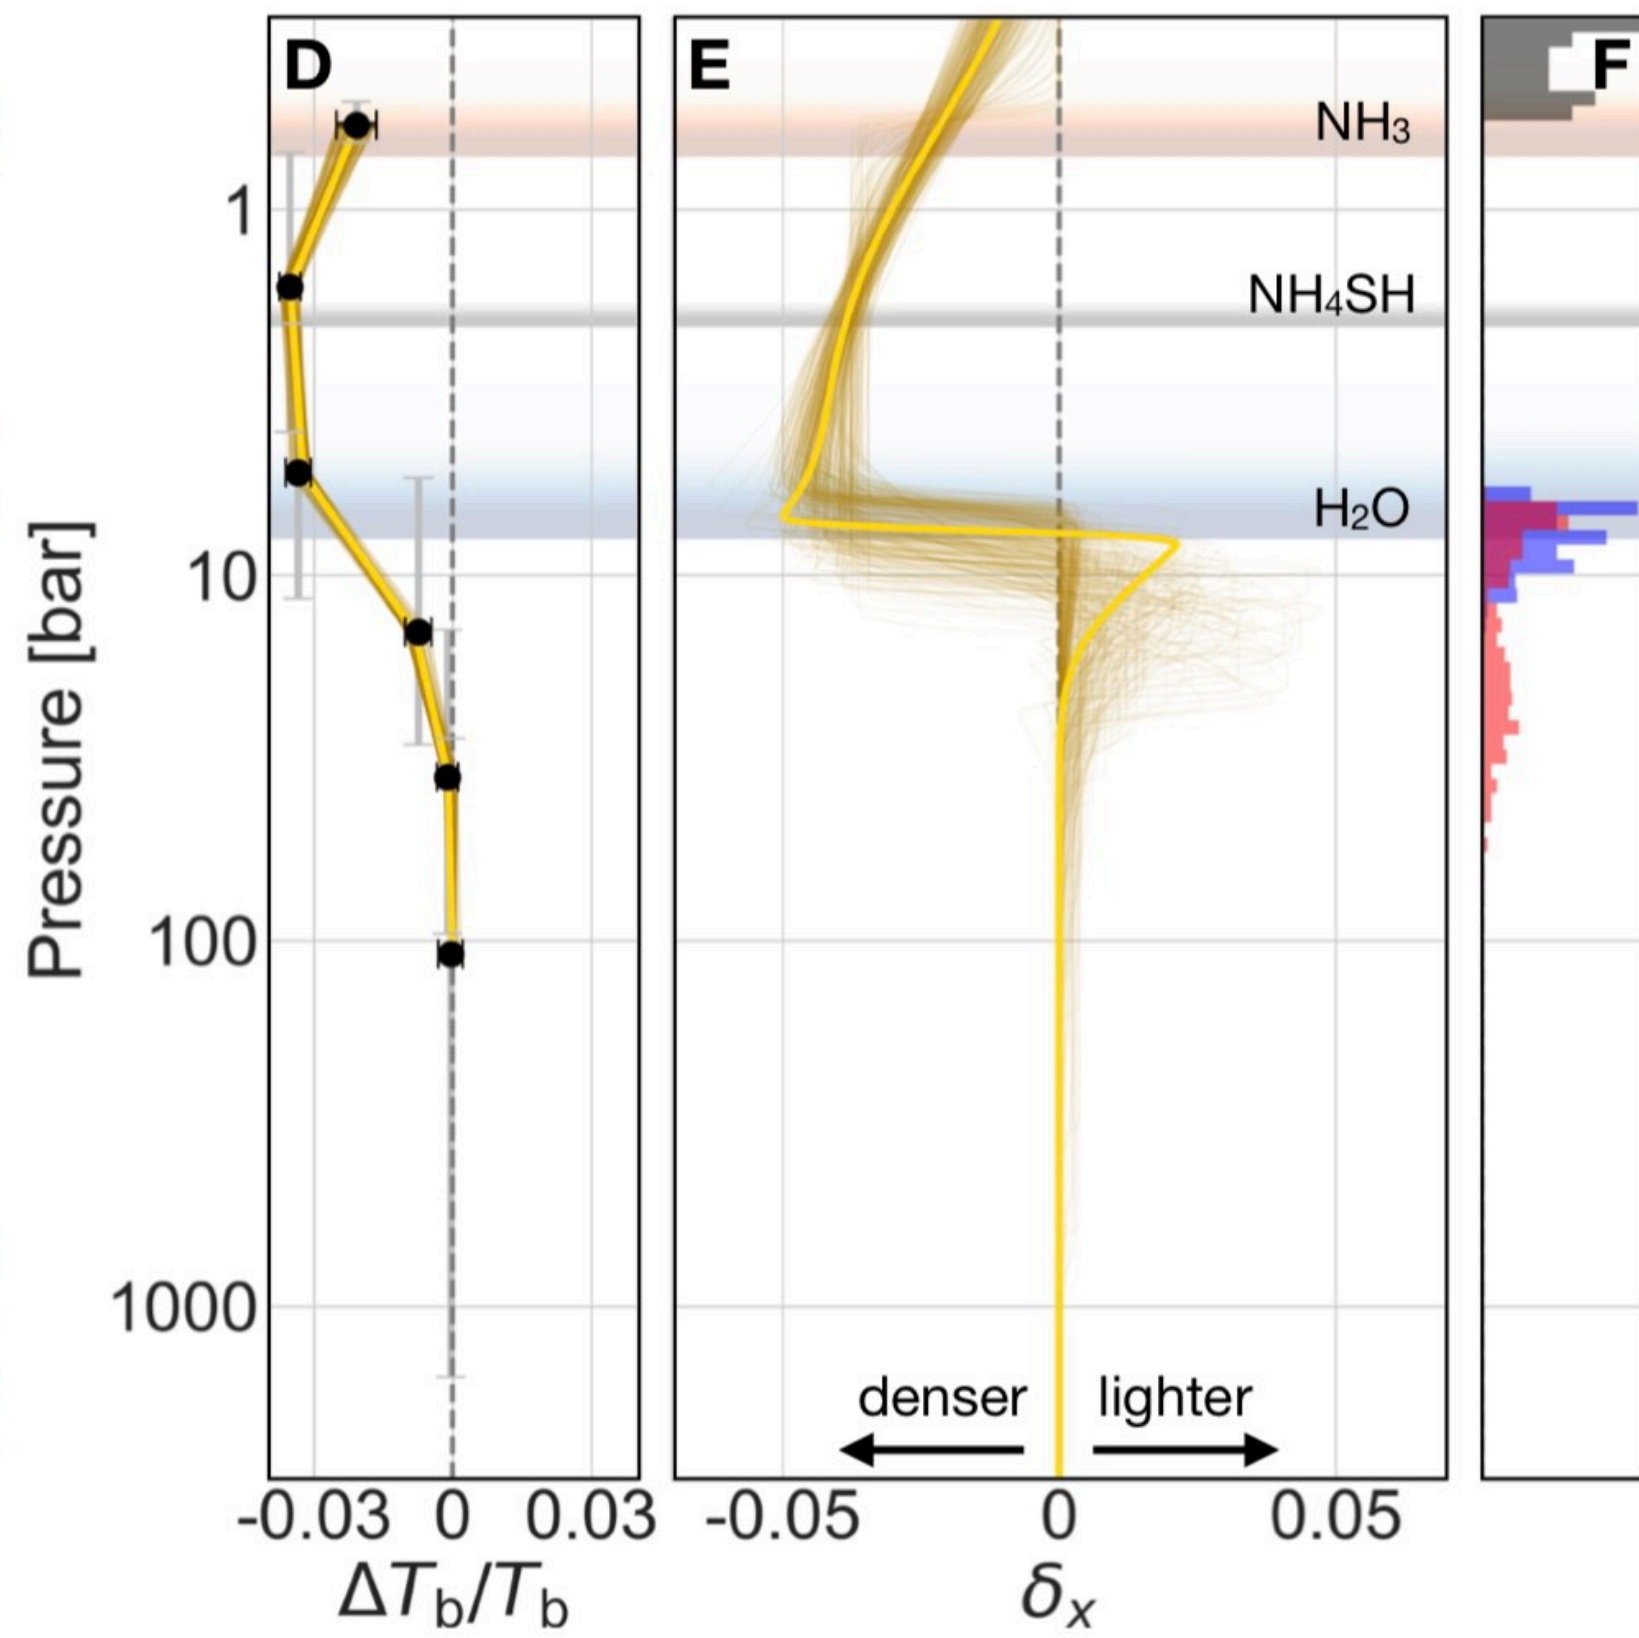 D
E
F
NH₃
1
NH₄SH
H₂O
10
Pressure [bar]
100
1000
denser
lighter
-0.03 0 0.03
-0.05 0 0.05
ΔT_b/T_b
δ_x